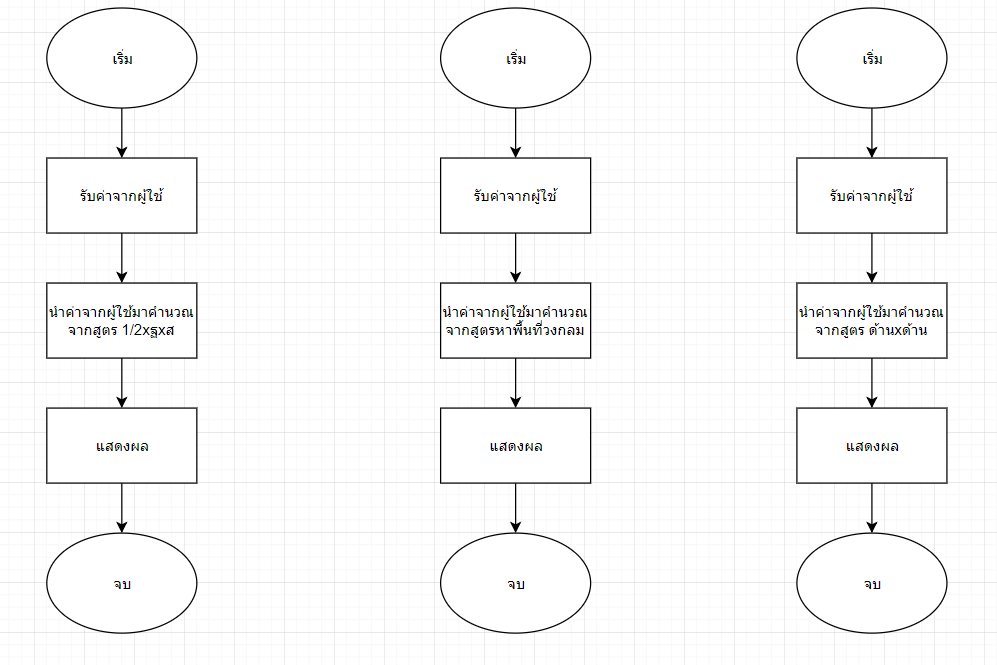 เริ่ม
รับค่าจากผู้ใช้
นำค่าจากผู้ใช้มาคำนวณ
จากสูตร 1/2xฐxส
แสดงผล
จบ
เริ่ม
รับค่าจากผู้ใช้
นำค่าจากผู้ใช้มาคำนวณ
จากสูตรหาพื้นที่วงกลม
แสดงผล
จบ
เริ่ม
รับค่าจากผู้ใช้
นำค่าจากผู้ใช้มาคำนวณ
จากสูตร ด้านxด้าน
แสดงผล
จบ